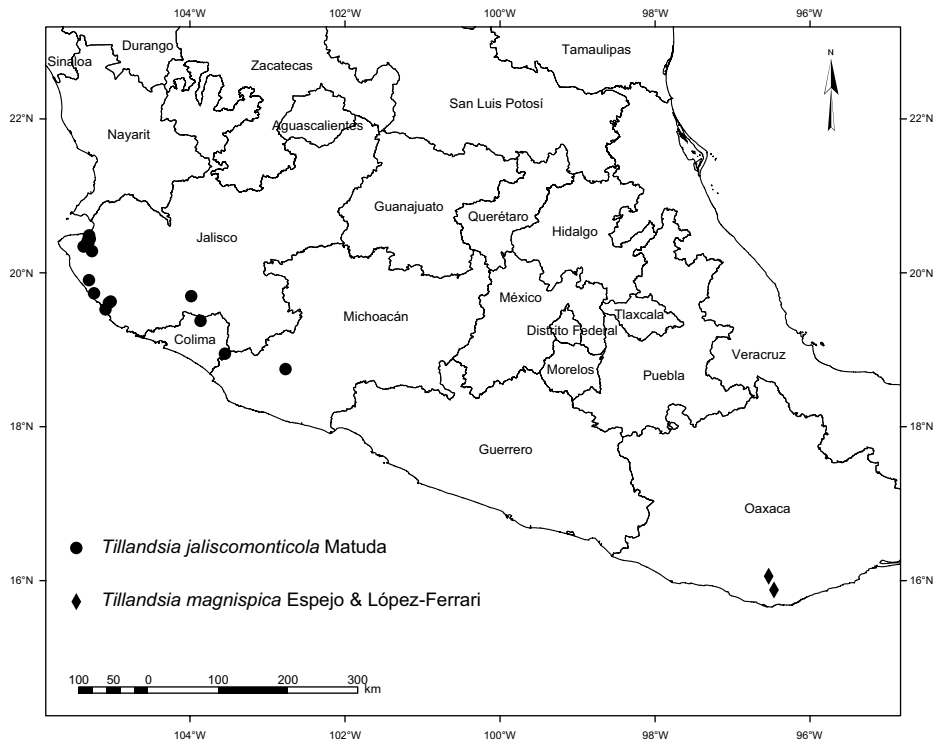 104°W 102°W 100°W 98°W 96°W
N
Durango
Tamaulipas
Sinaloa
Zacatecas
San Luis Potosí
22°N 22°N
Aguascalientes
Nayarit
Guanajuato
Querétaro
Jalisco
Hidalgo
20°N 20°N
México
Michoacán
Tlaxcala
Distrito Federal
Colima
Veracruz
Morelos
Puebla
18°N 18°N
Guerrero
Oaxaca
Tillandsia jaliscomonticola Matuda
16°N 16°N
Tillandsia magnispica Espejo & López-Ferrari
100 50 0 100 200 300
km
104°W 102°W 100°W 98°W 96°W